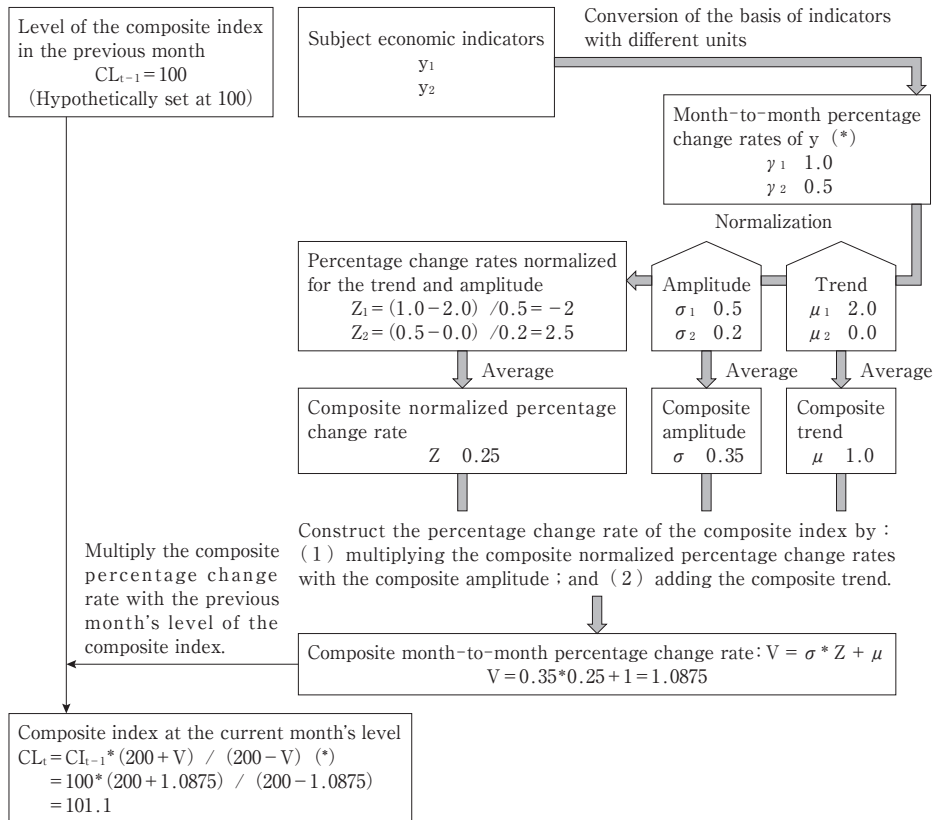 Level of the composite index
in the previous month
CLt−1=100
(Hypothetically set at 100)
Subject economic indicators
y1
y2
Conversion of the basis of indicators
with different units
Month-to-month percentage
change rates of y (*)
γ1 1.0
γ2 0.5
Normalization
Percentage change rates normalized
for the trend and amplitude
Z1=(1.0−2.0) /0.5=−2
Z2=(0.5−0.0) /0.2=2.5
Amplitude
σ1 0.5
σ2 0.2
Trend
μ1 2.0
μ2 0.0
Average
Average
Average
Composite normalized percentage
change rate
Z 0.25
Composite
amplitude
σ 0.35
Composite
trend
μ 1.0
Construct the percentage change rate of the composite index by :
(1) multiplying the composite normalized percentage change rates
with the composite amplitude ; and (2) adding the composite trend.
Multiply the composite
percentage change
rate with the previous
month's level of the
composite index.
Composite month-to-month percentage change rate: V = σ * Z + μ
V=0.35*0.25+1=1.0875
Composite index at the current month's level
CLt=CIt−1*(200+V) / (200−V) (*)
=100*(200+1.0875) / (200−1.0875)
=101.1